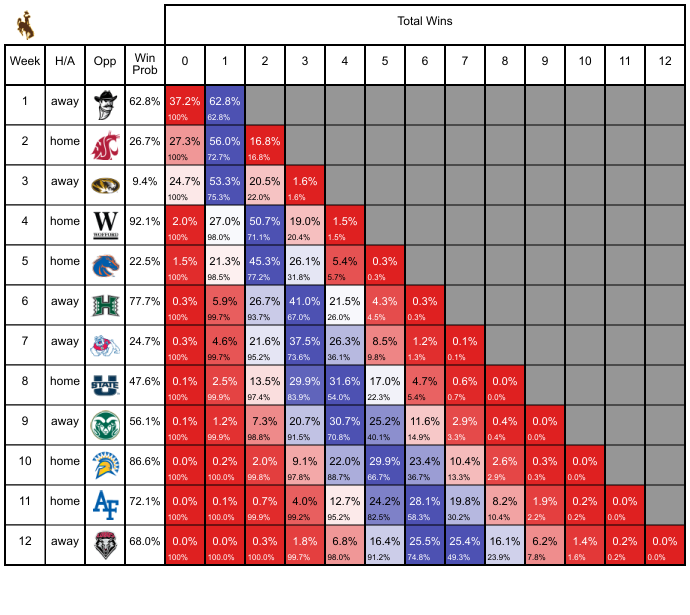 Total Wins
Week H/A Opp Win Prob 0 1 2 3 4 5 6 7 8 9 10 11 12
1 away 62.8% 37.2% 62.8%
100% 62.8%
2 home 26.7% 27.3% 56.0% 16.8%
100% 72.7% 16.8%
3 away 9.4% 24.7% 53.3% 20.5% 1.6%
100% 75.3% 22.0% 1.6%
4 home W WOFFORD 92.1% 2.0% 27.0% 50.7% 19.0% 1.5%
100% 98.0% 71.1% 20.4% 1.5%
5 home 22.5% 1.5% 21.3% 45.3% 26.1% 5.4% 0.3%
100% 98.5% 77.2% 31.8% 5.7% 0.3%
6 away H 77.7% 0.3% 5.9% 26.7% 41.0% 21.5% 4.3% 0.3%
100% 99.7% 93.7% 67.0% 26.0% 4.5% 0.3%
7 away 24.7% 0.3% 4.6% 21.6% 37.5% 26.3% 8.5% 1.2% 0.1%
100% 99.7% 95.2% 73.6% 36.1% 9.8% 1.3% 0.1%
8 home U STATE 47.6% 0.1% 2.5% 13.5% 29.9% 31.6% 17.0% 4.7% 0.6% 0.0%
100% 99.9% 97.4% 83.9% 54.0% 22.3% 5.4% 0.7% 0.0%
9 away 56.1% 0.1% 1.2% 7.3% 20.7% 30.7% 25.2% 11.6% 2.9% 0.4% 0.0%
100% 99.9% 98.8% 91.5% 70.8% 40.1% 14.9% 3.3% 0.4% 0.0%
10 home 86.6% 0.0% 0.2% 2.0% 9.1% 22.0% 29.9% 23.4% 10.4% 2.6% 0.3% 0.0%
100% 100.0% 99.8% 97.8% 88.7% 66.7% 36.7% 13.3% 2.9% 0.3% 0.0%
11 home AF 72.1% 0.0% 0.1% 0.7% 4.0% 12.7% 24.2% 28.1% 19.8% 8.2% 1.9% 0.2% 0.0%
100% 100.0% 99.9% 99.2% 95.2% 82.5% 58.3% 30.2% 10.4% 2.2% 0.2% 0.0%
12 away 68.0% 0.0% 0.0% 0.3% 1.8% 6.8% 16.4% 25.5% 25.4% 16.1% 6.2% 1.4% 0.2% 0.0%
100% 100.0% 100.0% 99.7% 98.0% 91.2% 74.8% 49.3% 23.9% 7.8% 1.6% 0.2% 0.0%